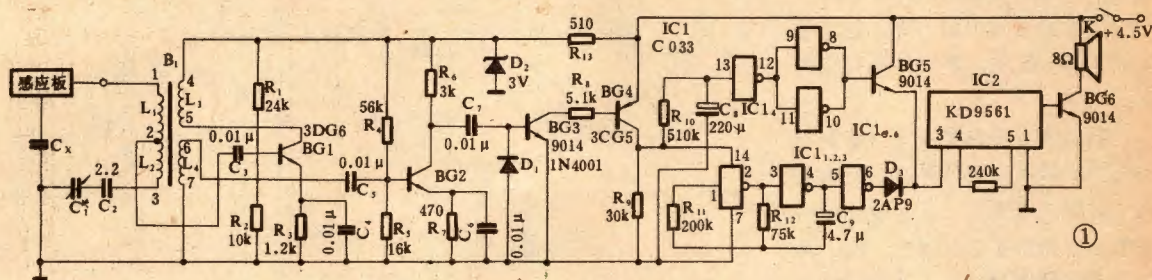 感应板
Cx
C1*
C2
2.2
B1
1
L1
2
L2
3
4
L3
5
6
L4
7
0.01μ
C3
R1
24k
3DG6
BG1
R2
10k
R3
1.2k
0.01μ
C4
0.01μ
C5
56k
R4
R5
16k
R6
3k
BG2
470
R7
C6
0.01μ
C7
0.01μ
D2
3V
D1
1N4001
BG3
9014
510
R13
R8
5.1k
BG4
3CG5
R9
30k
IC1
C033
R10
510k
C8
220μ
13
12
IC14
9
8
11
10
IC15.6
BG5
9014
14
1
2
7
R11
200k
IC11,2,3
3
4
R12
75k
5
6
C9
4.7μ
D3
2AP9
IC2
KD9561
3
4
5
1
240k
8Ω
K
+4.5V
BG6
9014
①